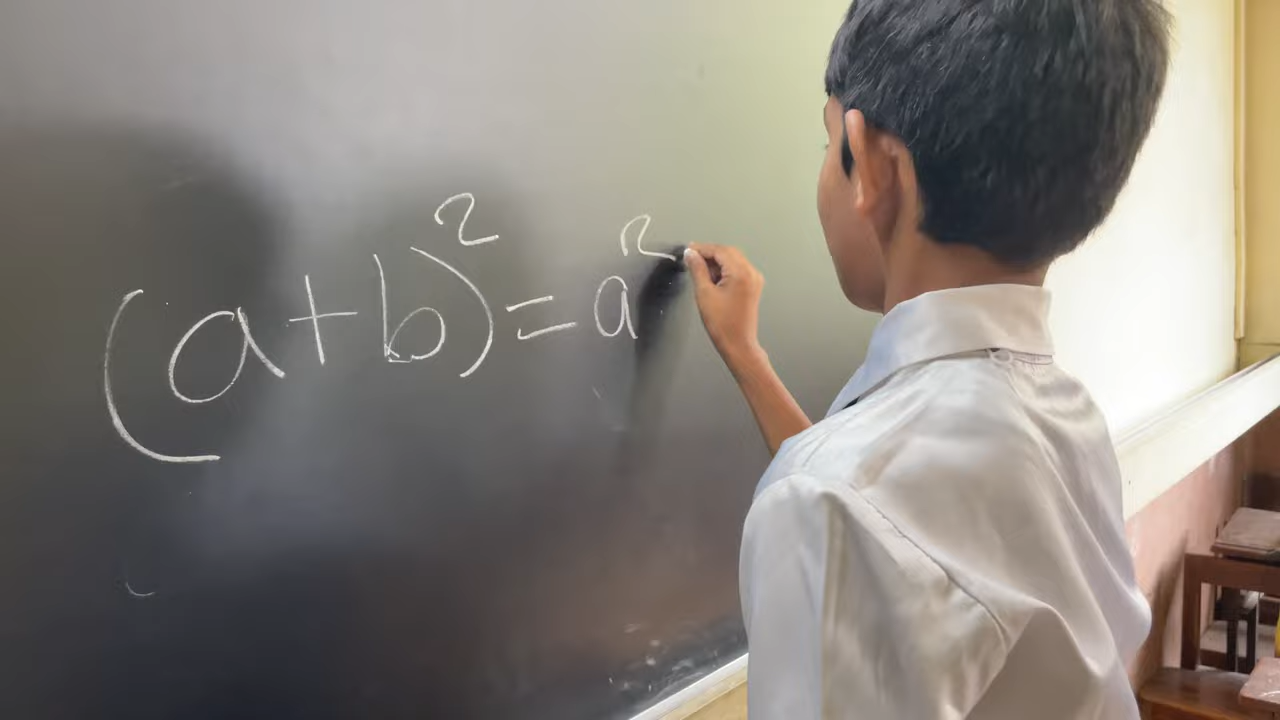 (a+b)² = a²